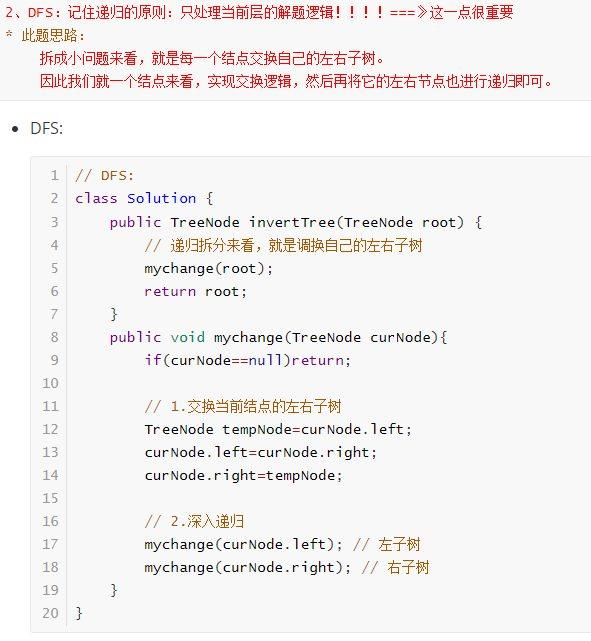 2、DFS：记住递归的原则：只处理当前层的解题逻辑！！！！===》这一点很重要
* 此题思路：
拆成小问题来看，就是每一个结点交换自己的左右子树。
因此我们就一个结点来看，实现交换逻辑，然后再将它的左右节点也进行递归即可。
• DFS:
1 // DFS:
2 class Solution {
3 public TreeNode invertTree(TreeNode root) {
4 // 递归拆分来看，就是调换自己的左右子树
5 mychange(root);
6 return root;
7 }
8 public void mychange(TreeNode curNode){
9 if(curNode==null)return;
10
11 // 1.交换当前结点的左右子树
12 TreeNode tempNode=curNode.left;
13 curNode.left=curNode.right;
14 curNode.right=tempNode;
15
16 // 2.深入递归
17 mychange(curNode.left); // 左子树
18 mychange(curNode.right); // 右子树
19 }
20 }